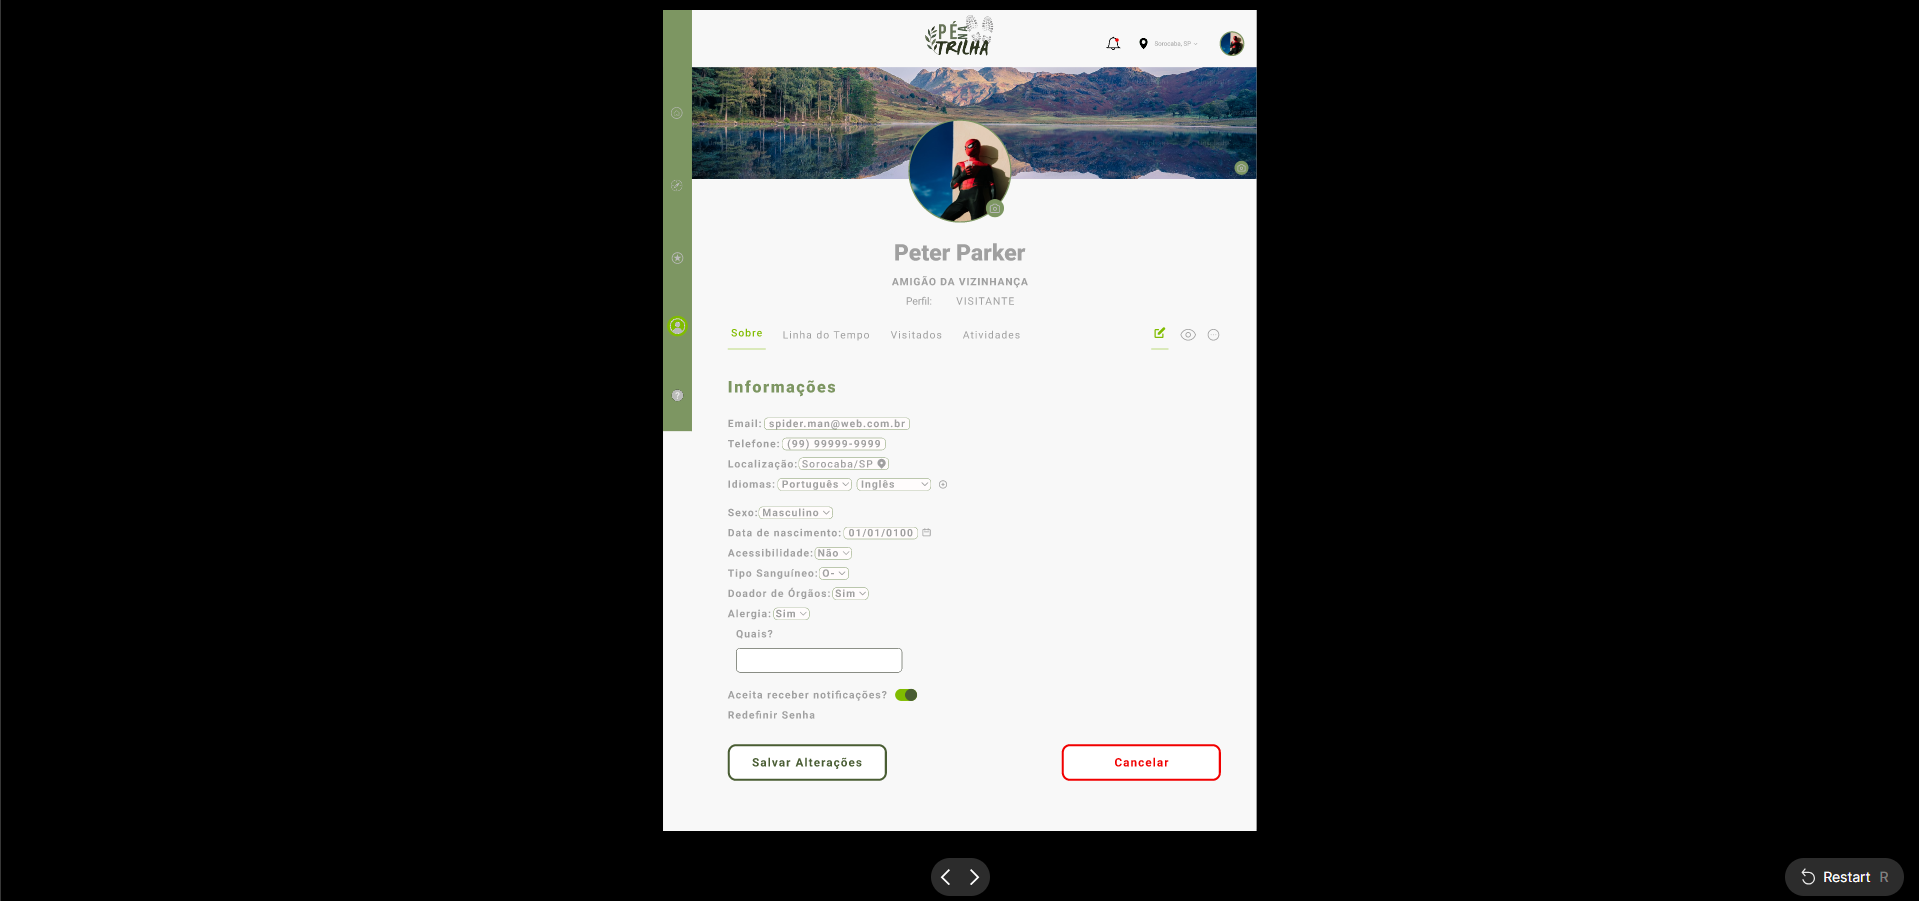 PÉ NA
TRILHA
Sorocaba, SP
Peter Parker
AMIGÃO DA VIZINHANÇA
Perfil: VISITANTE
Sobre Linha do Tempo Visitados Atividades
Informações
Email: spider.man@web.com.br
Telefone: (99) 99999-9999
Localização: Sorocaba/SP
Idiomas: Português Inglês
Sexo: Masculino
Data de nascimento: 01/01/0100
Acessibilidade: Não
Tipo Sanguíneo: O-
Doador de Órgãos: Sim
Alergia: Sim
Quais?
Aceita receber notificações?
Redefinir Senha
Salvar Alterações Cancelar
Restart R